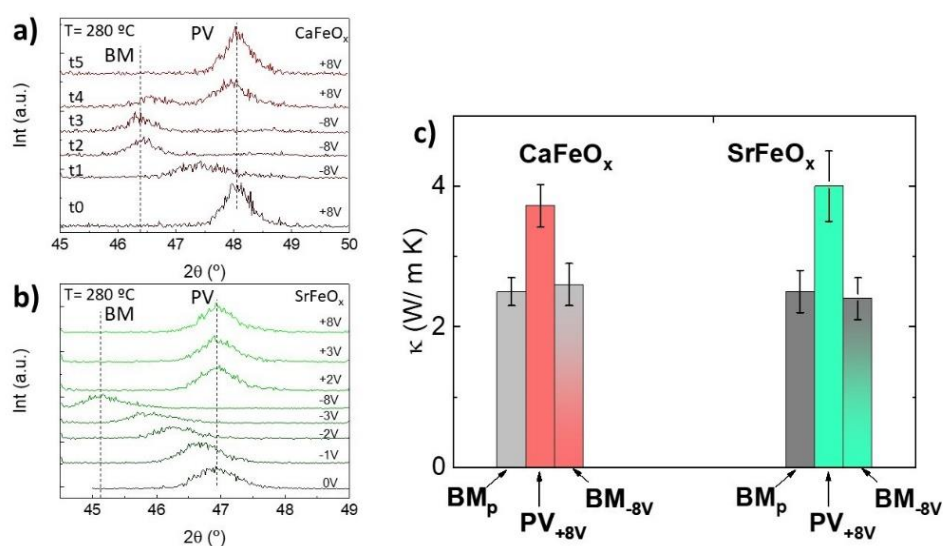 a)
T= 280 ºC
PV
CaFeOₓ
BM
t5
+8V
t4
+8V
t3
-8V
t2
-8V
t1
-8V
t0
+8V
Int (a.u.)
45 46 47 48 49 50
2θ (º)
b)
T= 280 ºC
PV
SrFeOₓ
BM
+8V
+3V
+2V
-8V
-3V
-2V
-1V
0V
Int (a.u.)
45 46 47 48 49
2θ (º)
c)
CaFeOₓ SrFeOₓ
κ (W/ m K)
4
2
0
BMₚ BM₋₈V BMₚ BM₋₈V
PV₊₈V PV₊₈V